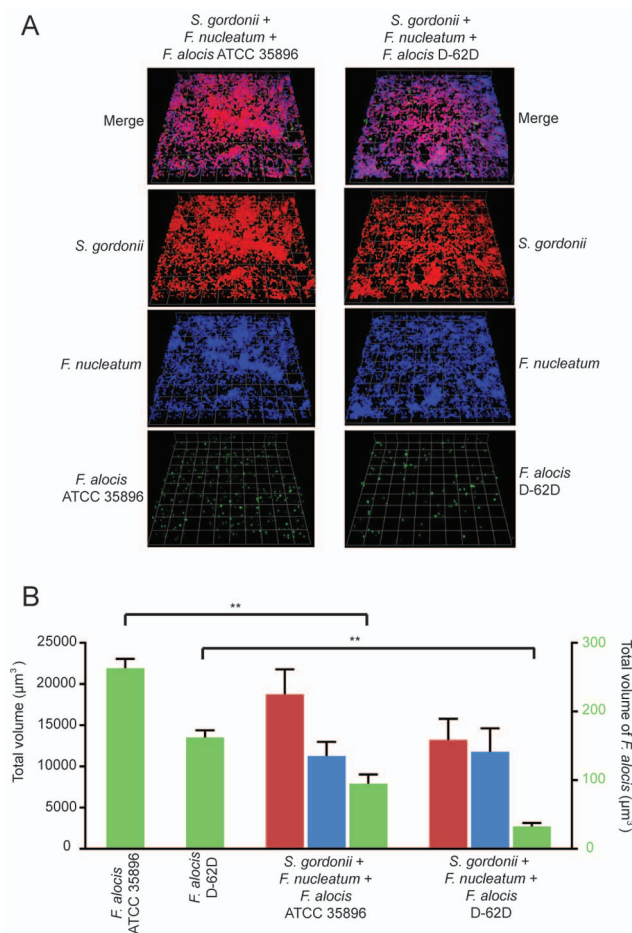 A
S. gordonii +
F. nucleatum +
F. alocis ATCC 35896
S. gordonii +
F. nucleatum +
F. alocis D-62D
Merge
Merge
S. gordonii
S. gordonii
F. nucleatum
F. nucleatum
F. alocis
ATCC 35896
F. alocis
D-62D
B
**
**
Total volume (µm³)
25000
20000
15000
10000
5000
0
300
200
100
0
Total volume of
F. alocis (µm³)
F. alocis
ATCC 35896
F. alocis
D-62D
S. gordonii +
F. nucleatum +
F. alocis
ATCC 35896
S. gordonii +
F. nucleatum +
F. alocis
D-62D